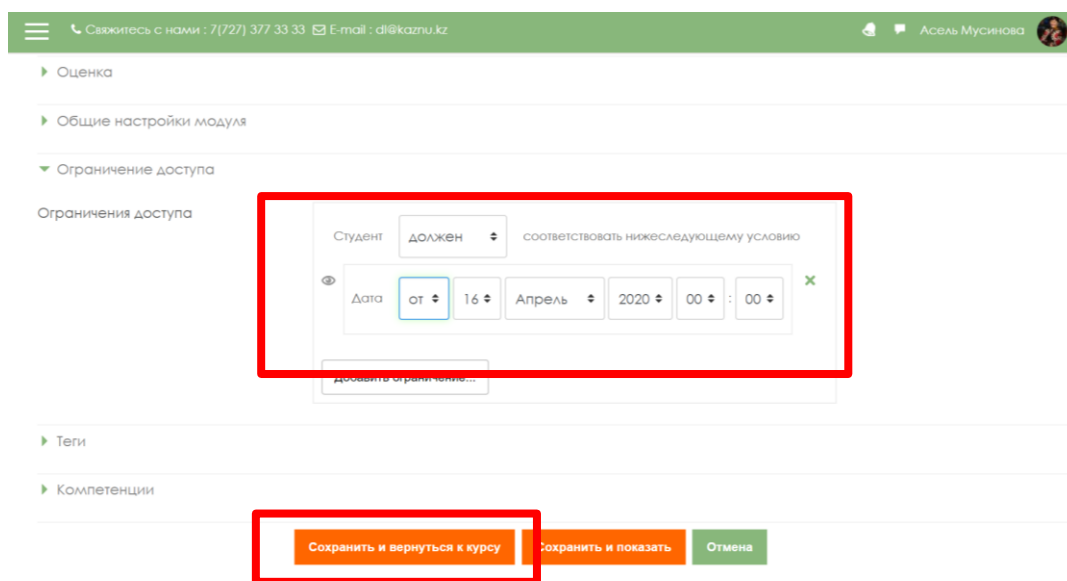 Свяжитесь с нами : 7(727) 377 33 33 E-mail : dl@kaznu.kz Асель Мусинова
Оценка
Общие настройки модуля
Ограничение доступа
Ограничения доступа
Студент должен соответствовать нижеследующему условию
Дата от 16 Апрель 2020 00 : 00
Добавить ограничение...
Теги
Компетенции
Сохранить и вернуться к курсу Сохранить и показать Отмена